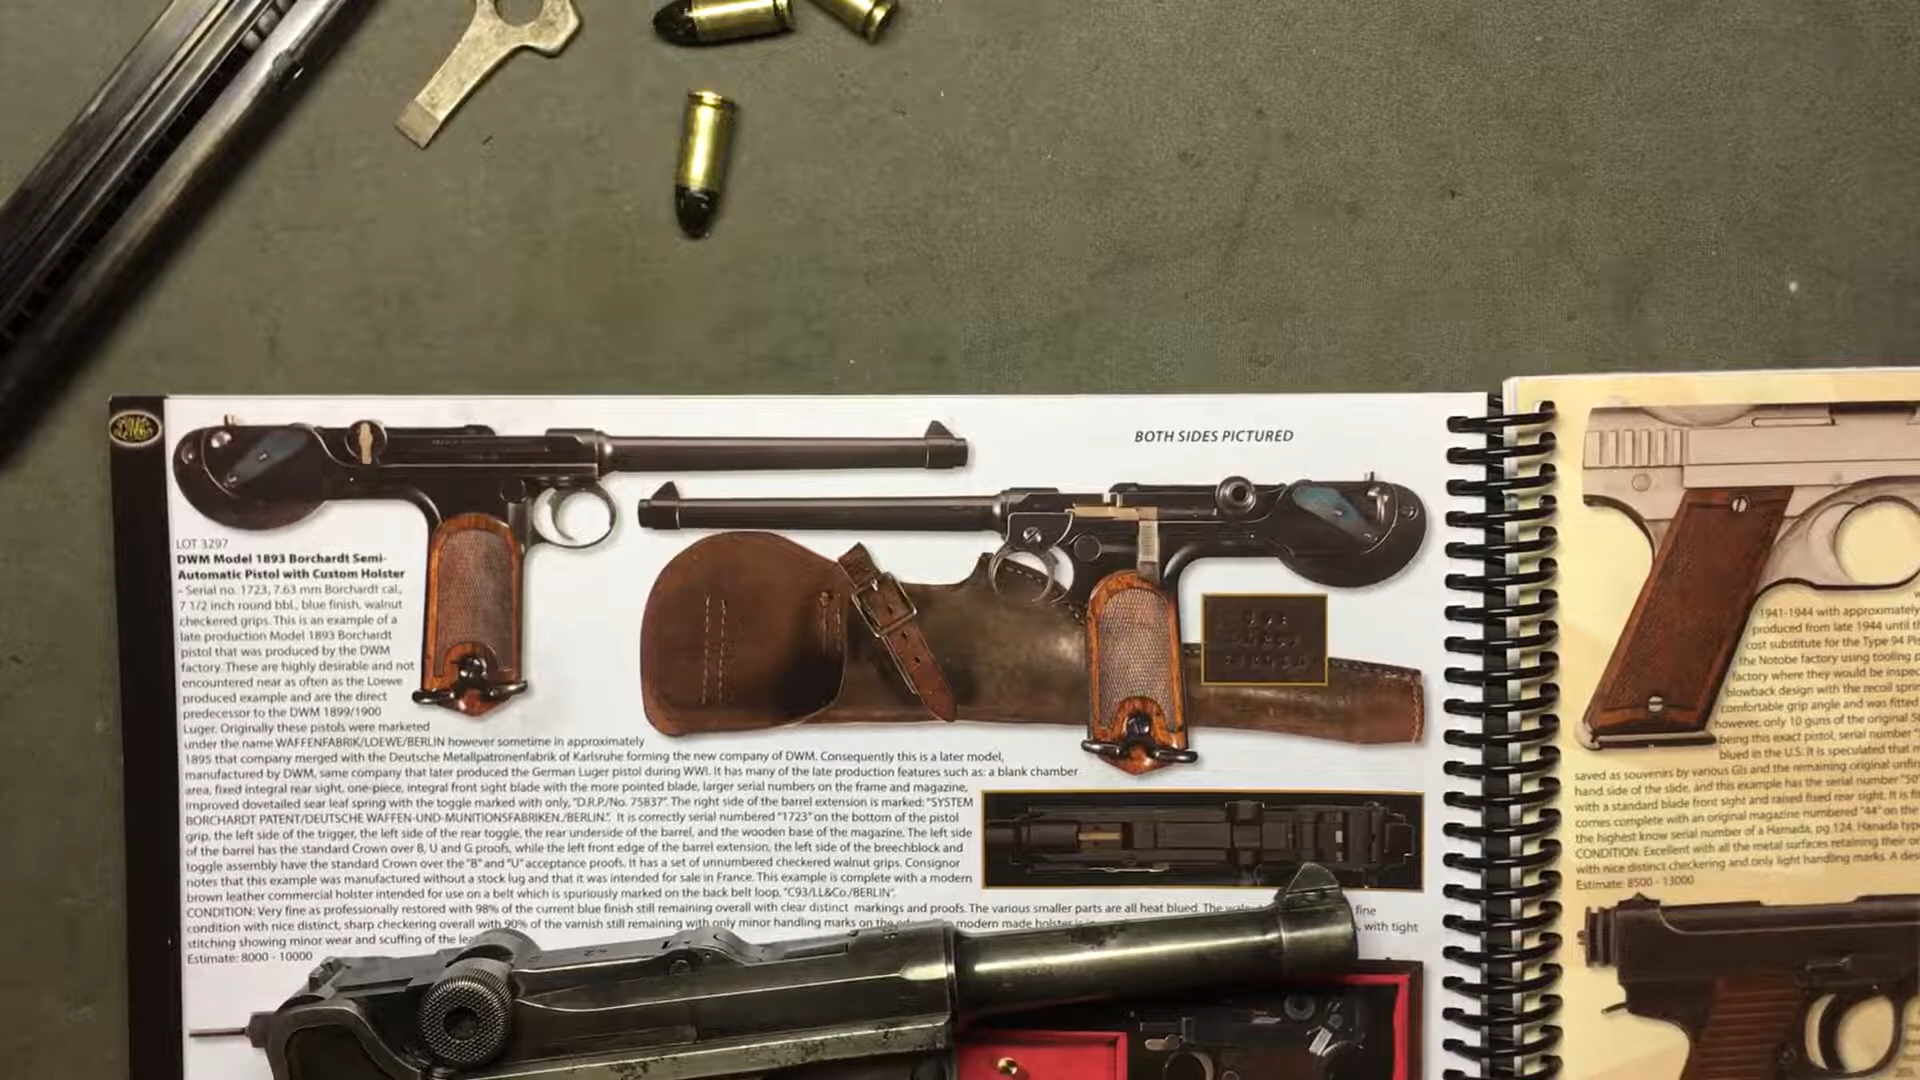 BOTH SIDES PICTURED
LOT 3297
DWM Model 1893 Borchardt Semi-
Automatic Pistol with Custom Holster
- Serial no. 1723, 7.63 mm Borchardt cal.,
7 1/2 inch round bbl., blue finish, walnut
checkered grips. This is an example of a
late production Model 1893 Borchardt
pistol that was produced by the DWM
factory. These are highly desirable and not
encountered near as often as the Loewe
produced example and are the direct
predecessor to the DWM 1899/1900
Luger. Originally these pistols were marketed
under the name WAFFENFABRIK/LOEWE/BERLIN however sometime in approximately
1895 that company merged with the Deutsche Metallpatronenfabrik of Karlsruhe forming the new company of DWM. Consequently this is a later model,
manufactured by DWM, same company that later produced the German Luger pistol during WWI. It has many of the late production features such as: a blank chamber
area, fixed integral rear sight, one-piece, integral front sight blade with the more pointed blade, larger serial numbers on the frame and magazine,
improved dovetailed sear leaf spring with the toggle marked with only, "D.R.P./No. 75837". The right side of the barrel extension is marked: "SYSTEM
BORCHARDT PATENT/DEUTSCHE WAFFEN-UND-MUNITIONSFABRIKEN./BERLIN.". It is correctly serial numbered "1723" on the bottom of the pistol
grip, the left side of the trigger, the left side of the rear toggle, the rear underside of the barrel, and the wooden base of the magazine. The left side
of the barrel has the standard Crown over B, U and G proofs, while the left front edge of the barrel extension, the left side of the breechblock and
toggle assembly have the standard Crown over the "B" and "U" acceptance proofs. It has a set of unnumbered checkered walnut grips. Consignor
notes that this example was manufactured without a stock lug and that it was intended for sale in France. This example is complete with a modern
brown leather commercial holster intended for use on a belt which is spuriously marked on the back belt loop, "C93/LL&Co./BERLIN".
CONDITION: Very fine as professionally restored with 98% of the current blue finish still remaining overall with clear distinct markings and proofs. The various smaller parts are all heat blued. The fine
condition with nice distinct, sharp checkering overall with 90% of the varnish still remaining with only minor handling marks on the modern made holster , with tight
stitching showing minor wear and scuffing of the
Estimate: 8000 - 10000
1941-1944 with approximately
produced from late 1944 until
cost substitute for the Type 94
the Notobe factory using tooling
factory where they would be
blowback design with the recoil
comfortable grip angle and was fitted
however, only 10 guns of the original
being this exact pistol, serial number
blued in the U.S. It is speculated that
saved as souvenirs by various GIs and the remaining original
hand side of the slide, and this example has the serial number
with a standard blade front sight and raised fixed rear sight. It is
comes complete with an original magazine numbered "44" on the
the highest know serial number of a Hamada, pg 124, Hamada
CONDITION: Excellent with all the metal surfaces retaining their
with nice distinct checkering and only light handling marks. A
Estimate: 8500 - 13000